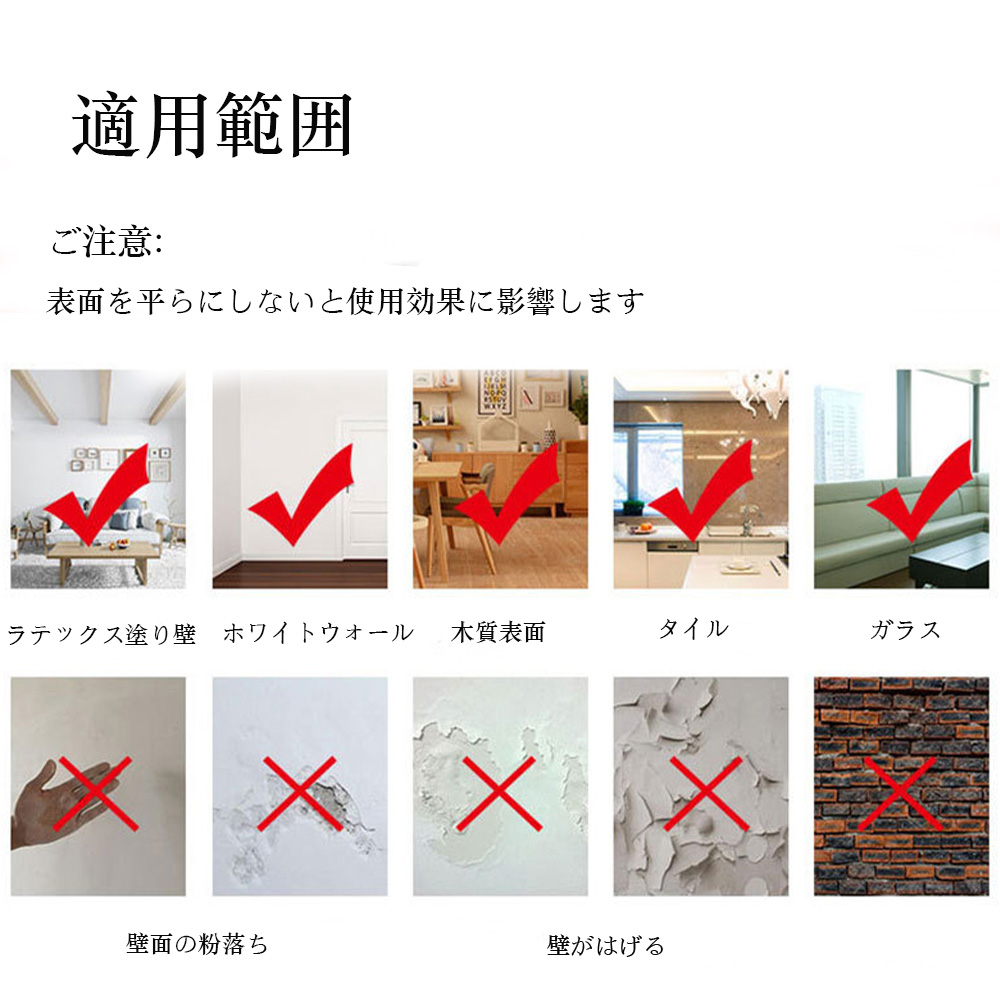 適用範囲
ご注意:
表面を平らにしないと使用効果に影響します
ラテックス塗り壁
ホワイトウォール
木質表面
タイル
ガラス
壁面の粉落ち
壁がはげる